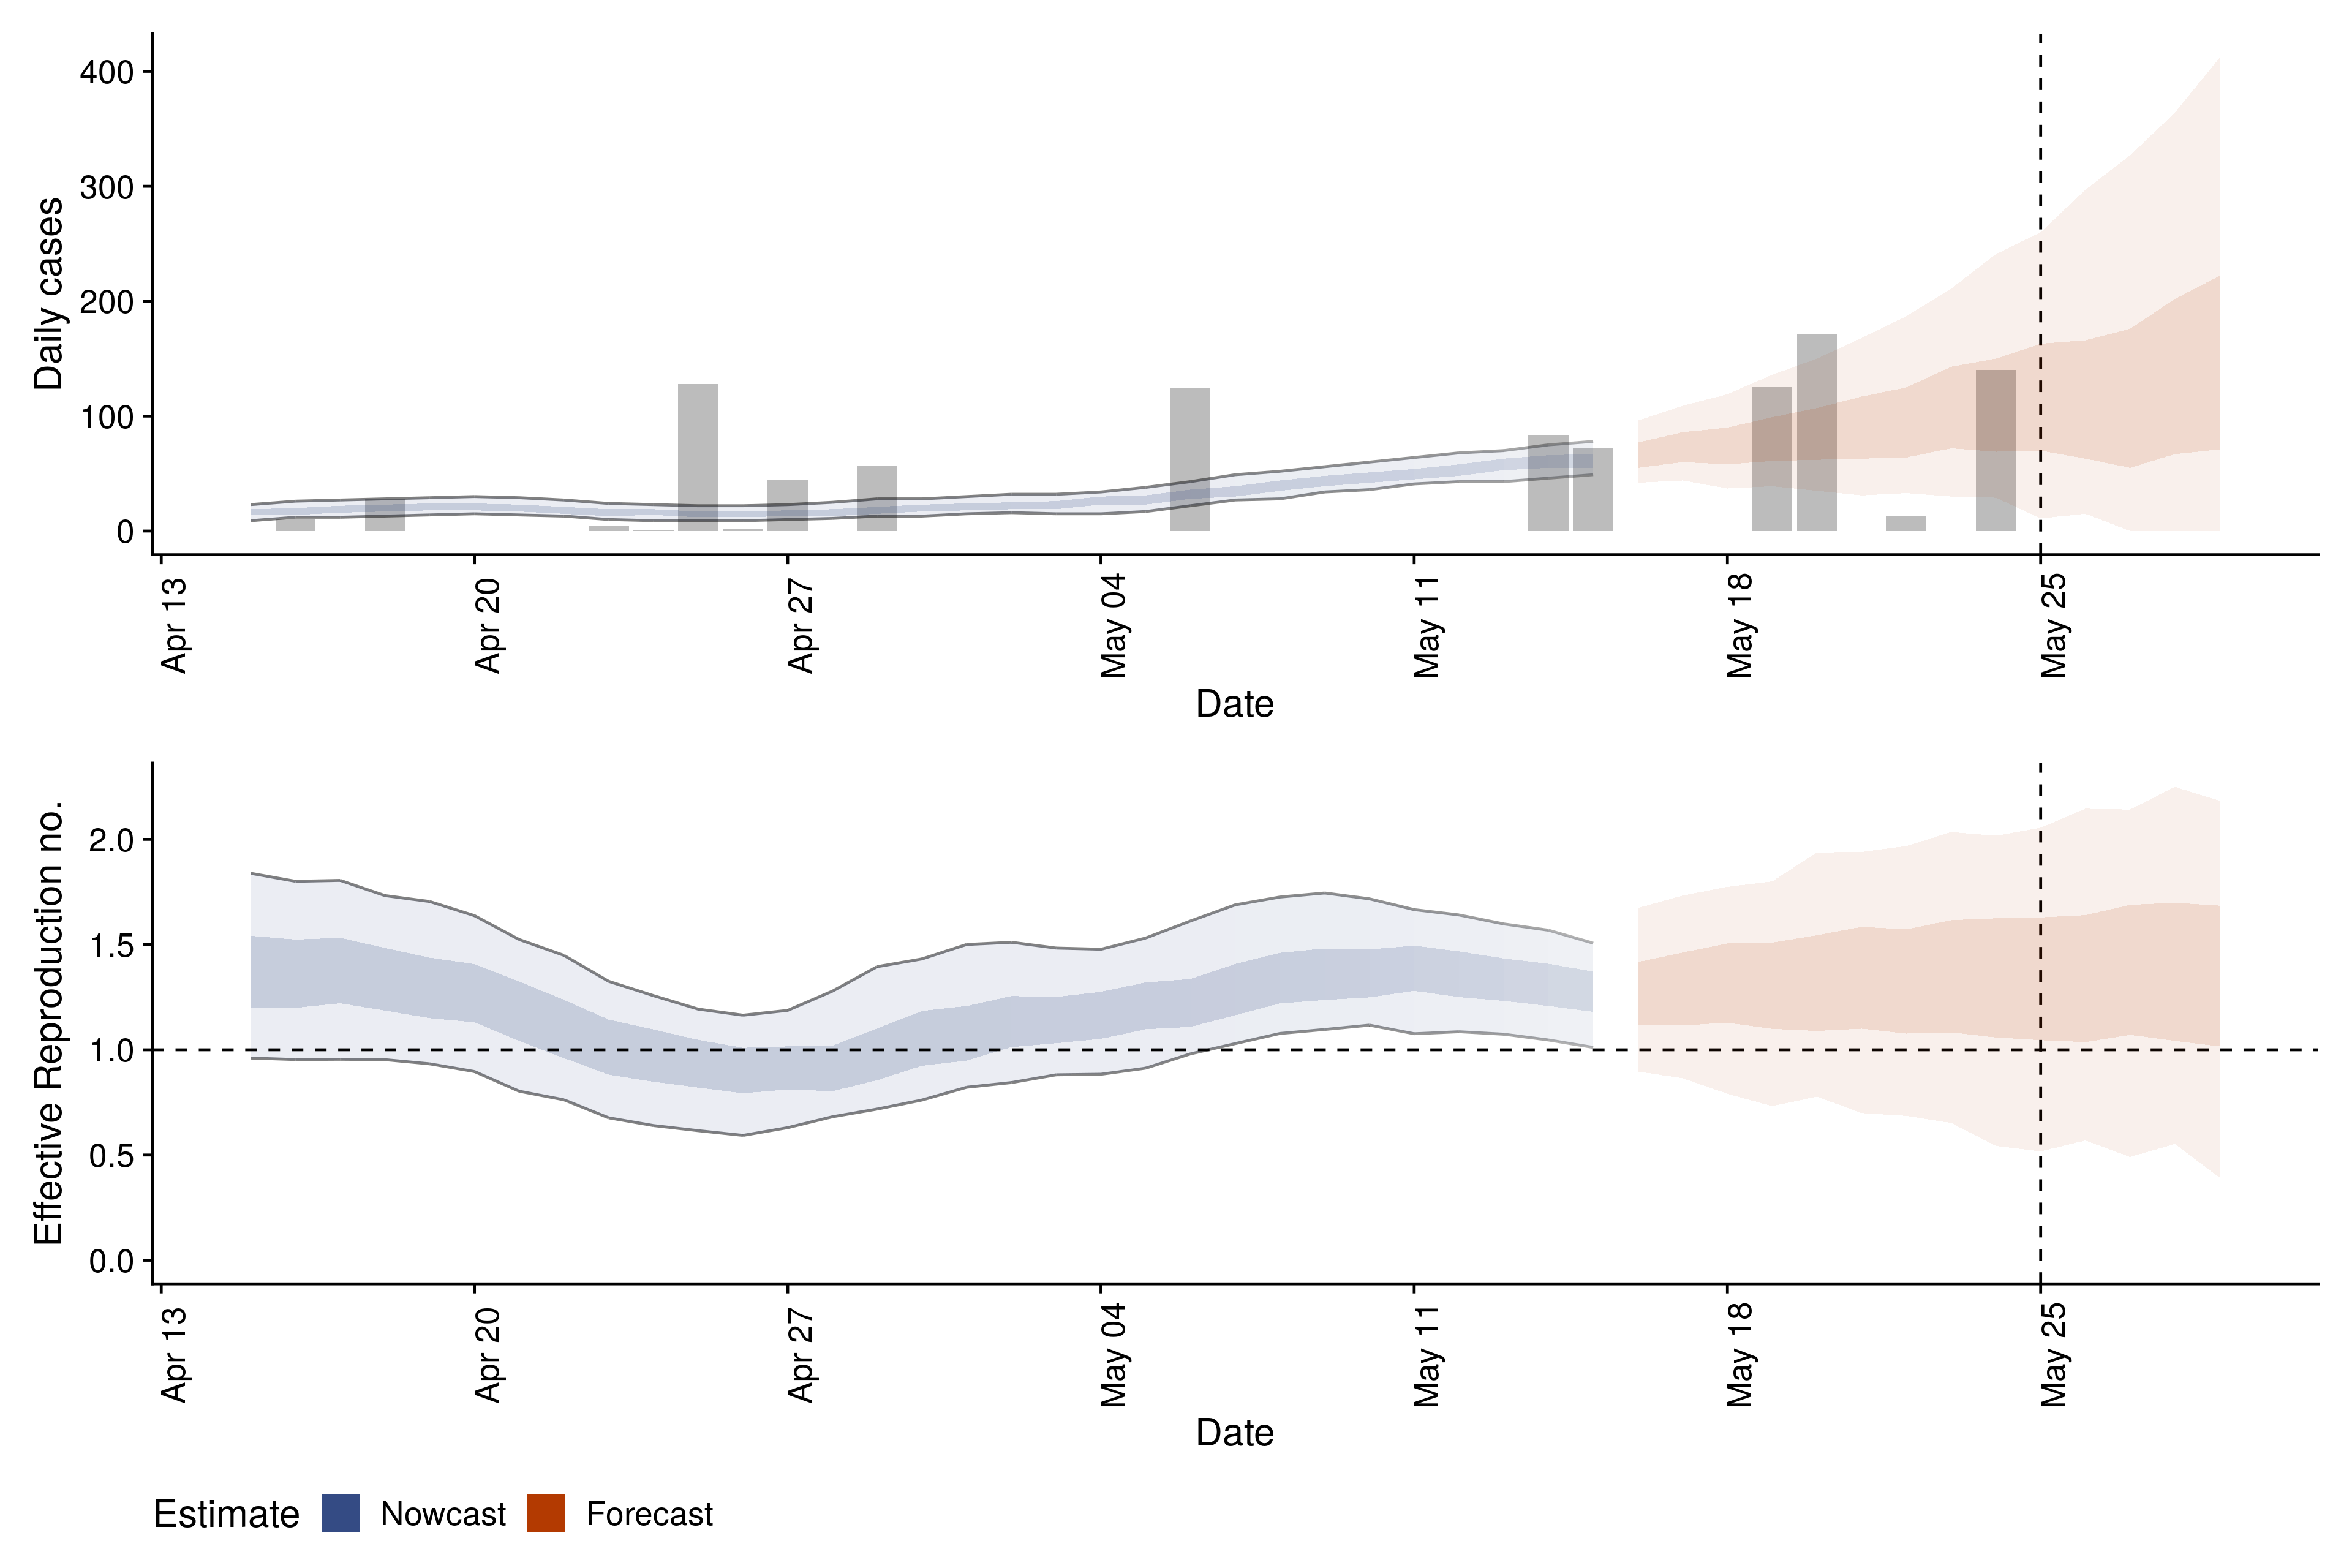 Daily cases
400
300
200
100
0
Apr 13
Apr 20
Apr 27
May 04
May 11
May 18
May 25
Date
Effective Reproduction no.
2.0
1.5
1.0
0.5
0.0
Apr 13
Apr 20
Apr 27
May 04
May 11
May 18
May 25
Date
Estimate Nowcast Forecast